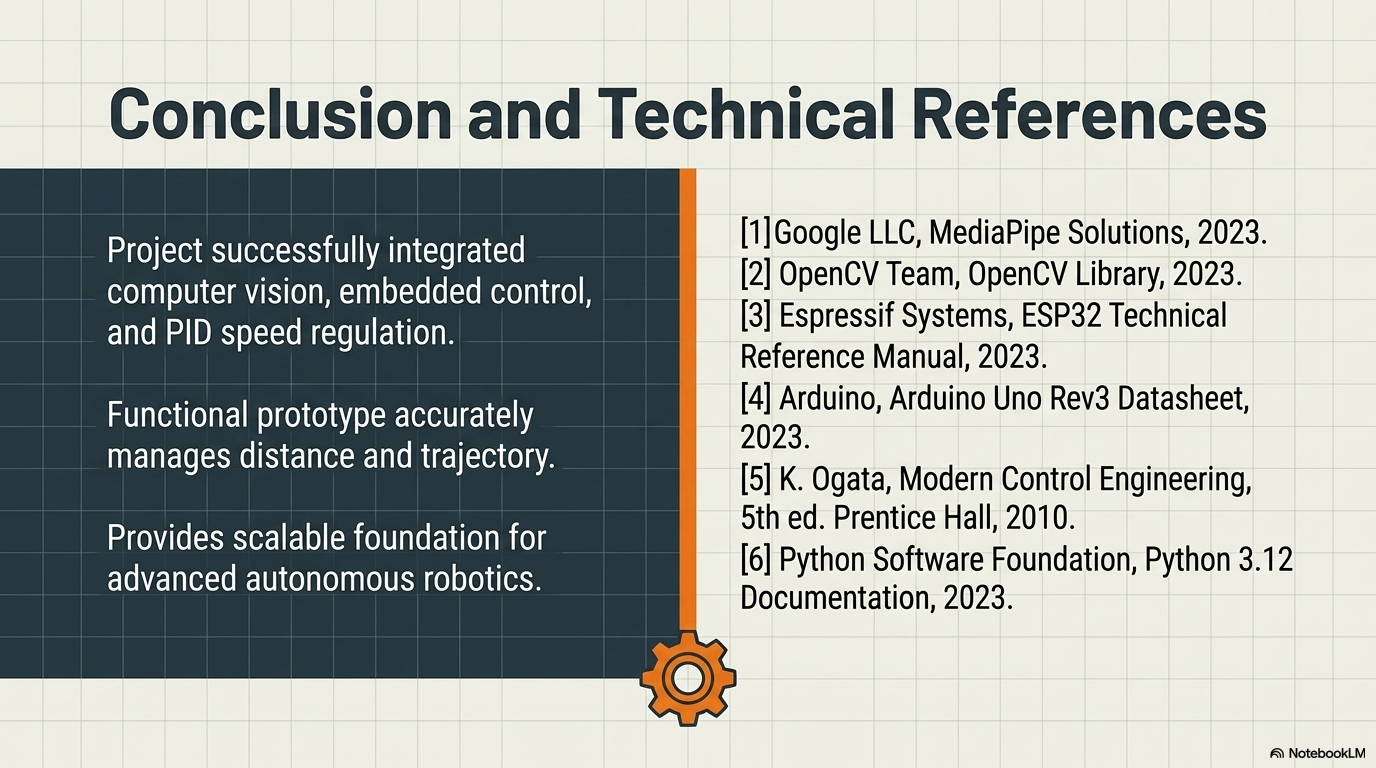 Conclusion and Technical References
Project successfully integrated
computer vision, embedded control,
and PID speed regulation.
Functional prototype accurately
manages distance and trajectory.
Provides scalable foundation for
advanced autonomous robotics.
[1]Google LLC, MediaPipe Solutions, 2023.
[2] OpenCV Team, OpenCV Library, 2023.
[3] Espressif Systems, ESP32 Technical
Reference Manual, 2023.
[4] Arduino, Arduino Uno Rev3 Datasheet,
2023.
[5] K. Ogata, Modern Control Engineering,
5th ed. Prentice Hall, 2010.
[6] Python Software Foundation, Python 3.12
Documentation, 2023.
NotebookLM